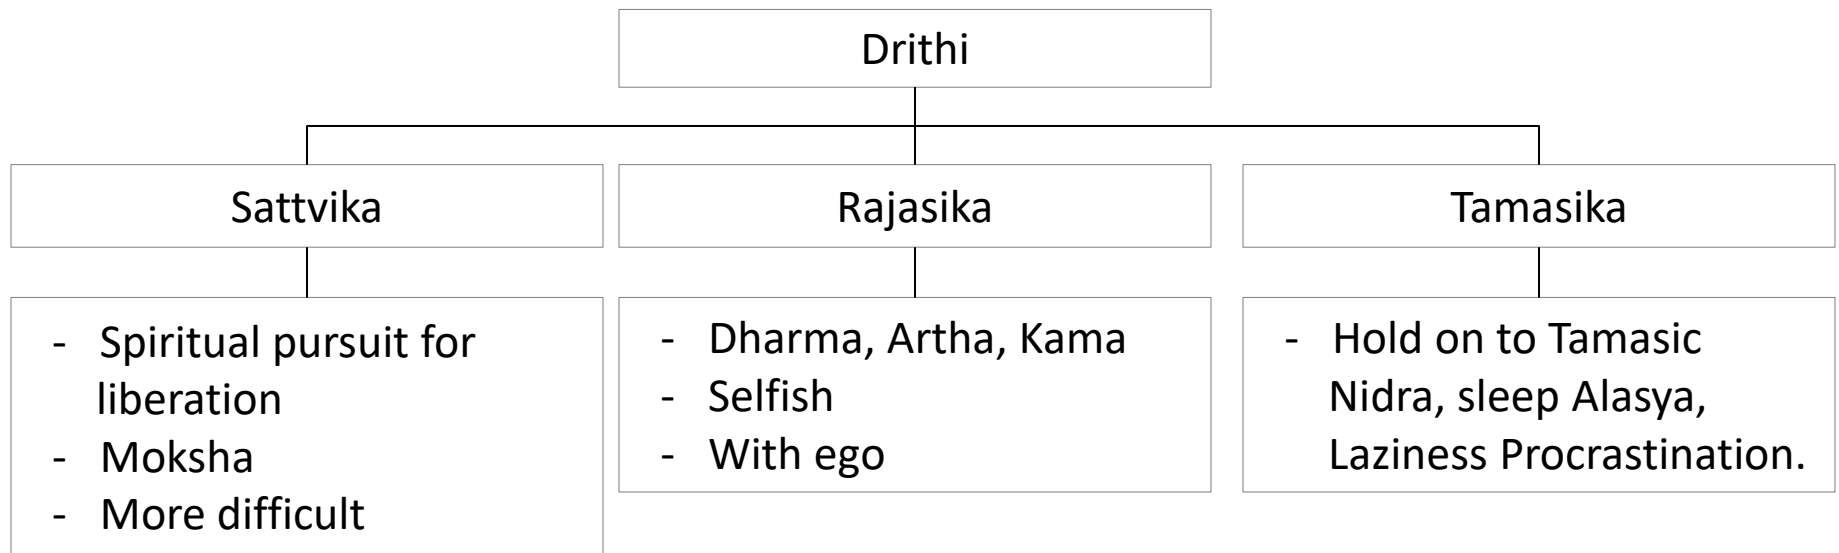 Drithi
Sattvika
Rajasika
Tamasika
- Spiritual pursuit for
liberation
- Moksha
- More difficult
- Dharma, Artha, Kama
- Selfish
- With ego
- Hold on to Tamasic
Nidra, sleep Alasya,
Laziness Procrastination.